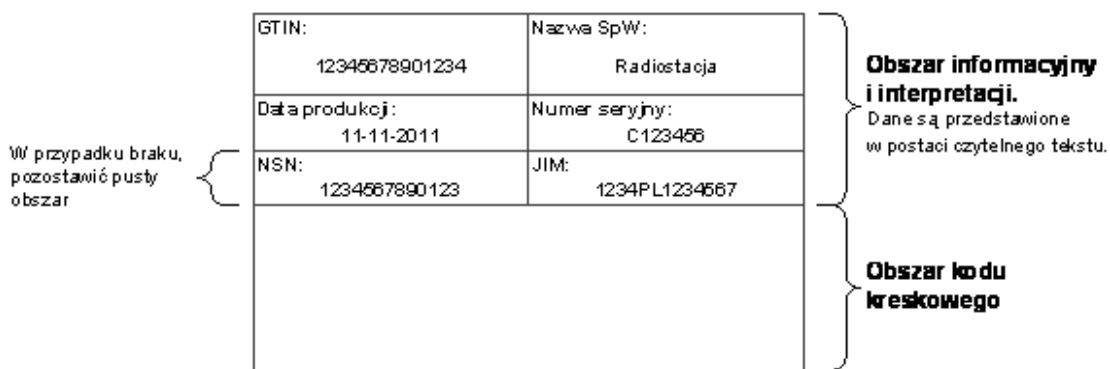 GTIN:
12345678901234
Nazwa SpW:
Radiostacja
Data produkcji:
11-11-2011
Numer seryjny:
C123456
NSN:
1234567890123
JIM:
1234PL1234567
W przypadku braku,
pozostawić pusty
obszar
Obszar informacyjny
i interpretacji.
Dane są przedstawione
w postaci czytelnego tekstu.
Obszar kodu
kreskowego